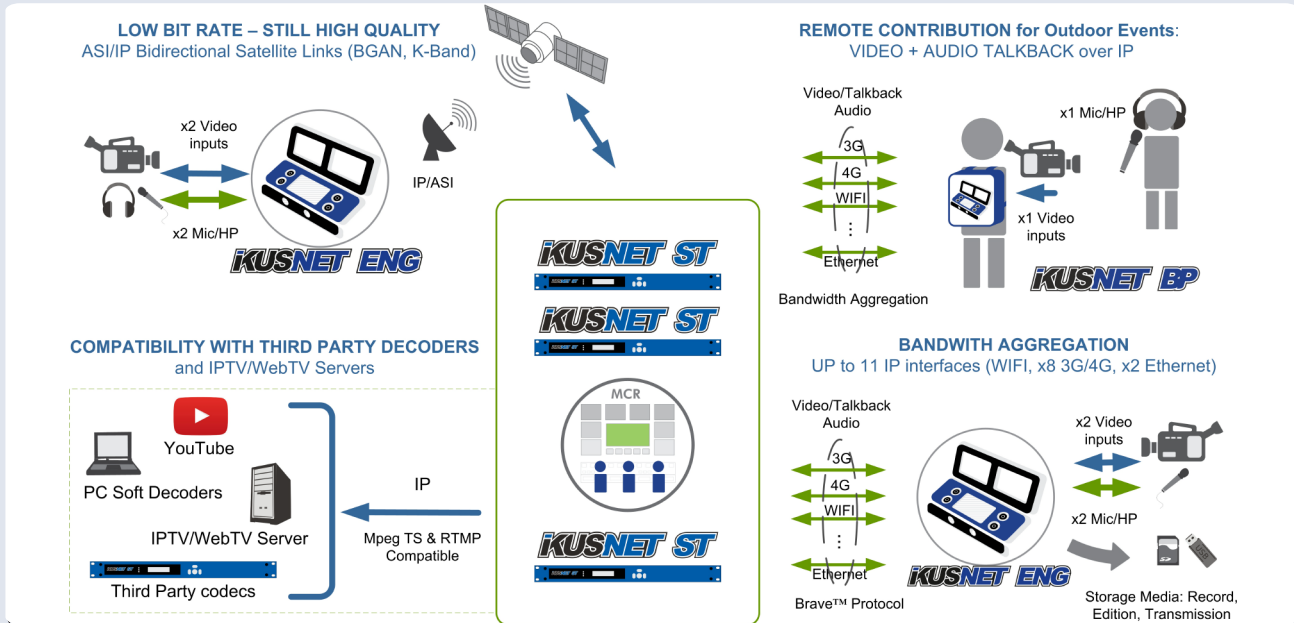 LOW BIT RATE – STILL HIGH QUALITY
ASI/IP Bidirectional Satellite Links (BGAN, K-Band)
x2 Video
inputs
x2 Mic/HP
IP/ASI
iKUSNET ENG
REMOTE CONTRIBUTION for Outdoor Events:
VIDEO + AUDIO TALKBACK over IP
Video/Talkback
Audio
3G
4G
WIFI
⋮
Ethernet
Bandwidth Aggregation
x1 Mic/HP
x1 Video
inputs
iKUSNET BP
iKUSNET ST
iKUSNET ST
MCR
iKUSNET ST
COMPATIBILITY WITH THIRD PARTY DECODERS
and IPTV/WebTV Servers
YouTube
PC Soft Decoders
IPTV/WebTV Server
Third Party codecs
IP
Mpeg TS & RTMP
Compatible
BANDWITH AGGREGATION
UP to 11 IP interfaces (WIFI, x8 3G/4G, x2 Ethernet)
Video/Talkback
Audio
3G
4G
WIFI
⋮
Ethernet
Brave™ Protocol
iKUSNET ENG
x2 Video
inputs
x2 Mic/HP
SD
USB
Storage Media: Record,
Edition, Transmission